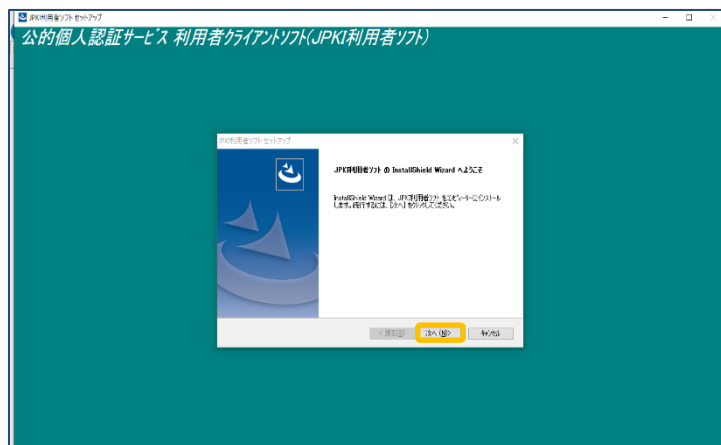 JPKI利用者ソフト セットアップ
公的個人認証サービス 利用者クライアントソフト(JPKI利用者ソフト)
JPKI利用者ソフト セットアップ
JPKI利用者ソフト の InstallShield Wizard へようこそ
InstallShield Wizard は、JPKI利用者ソフト をコンピューターにインストール
します。続行するには、[次へ] をクリックしてください。
< 戻る(B) 次へ (N)> キャンセル